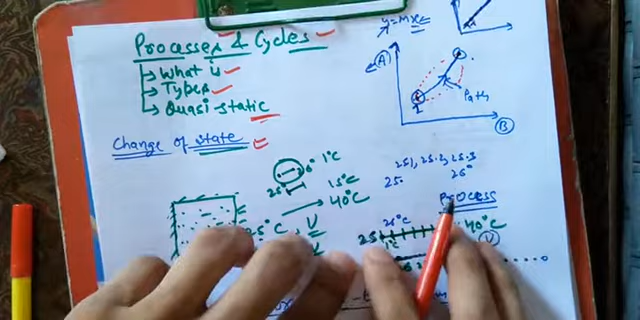 Processes & Cycles
What is
Types
Quasi static
Change of state
y = mx
A
Path
1
B
1°C
15°C
40°C
25.1, 25.2, 25.3
25.
26°
Process
25°C
40°C
V
V
25
1°C